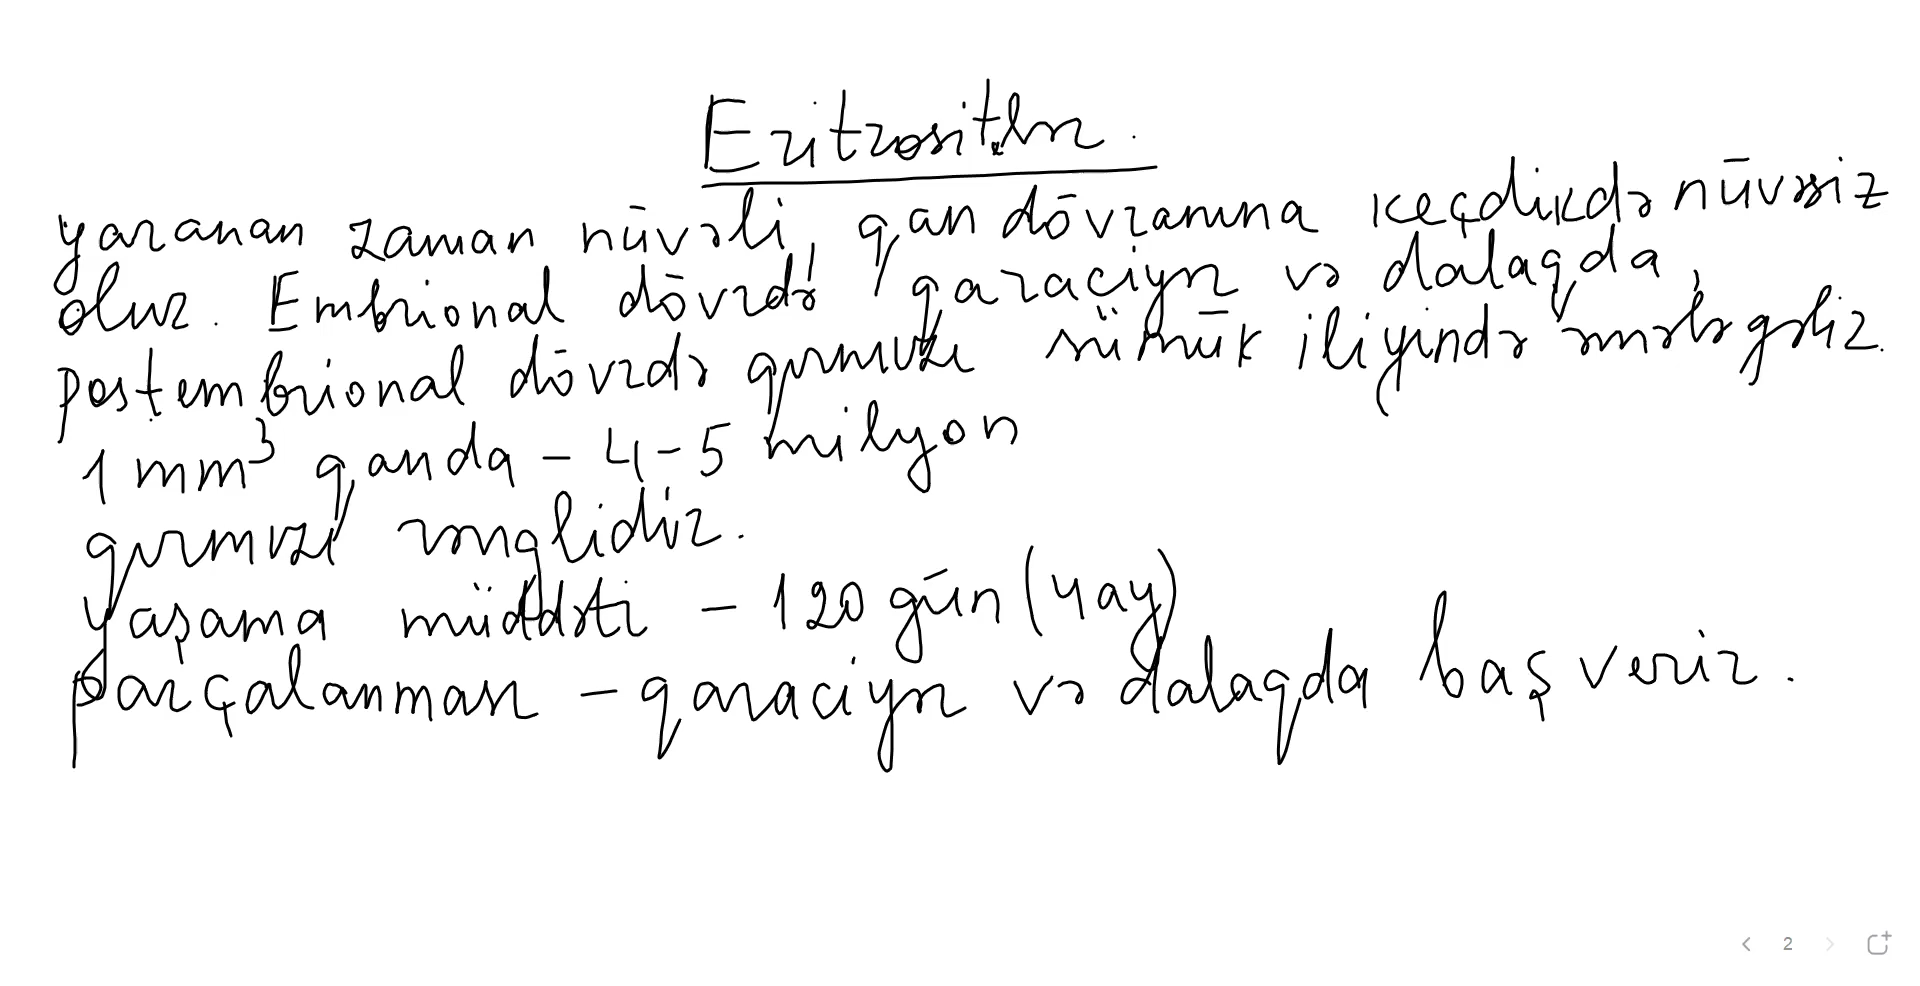 Eritrositlər.
yaranan zaman nüvəli, qan dövranına keçdikdə nüvəsiz
olur. Embrional dövrdə qaraciyər və dalaqda,
postembrional dövrdə qırmızı sümük iliyində əmələ gəlir.
1 mm³ qanda – 4-5 milyon
qırmızı rənglidir.
Yaşama müddəti – 120 gün (4 ay)
parçalanması – qaraciyər və dalaqda baş verir.
2